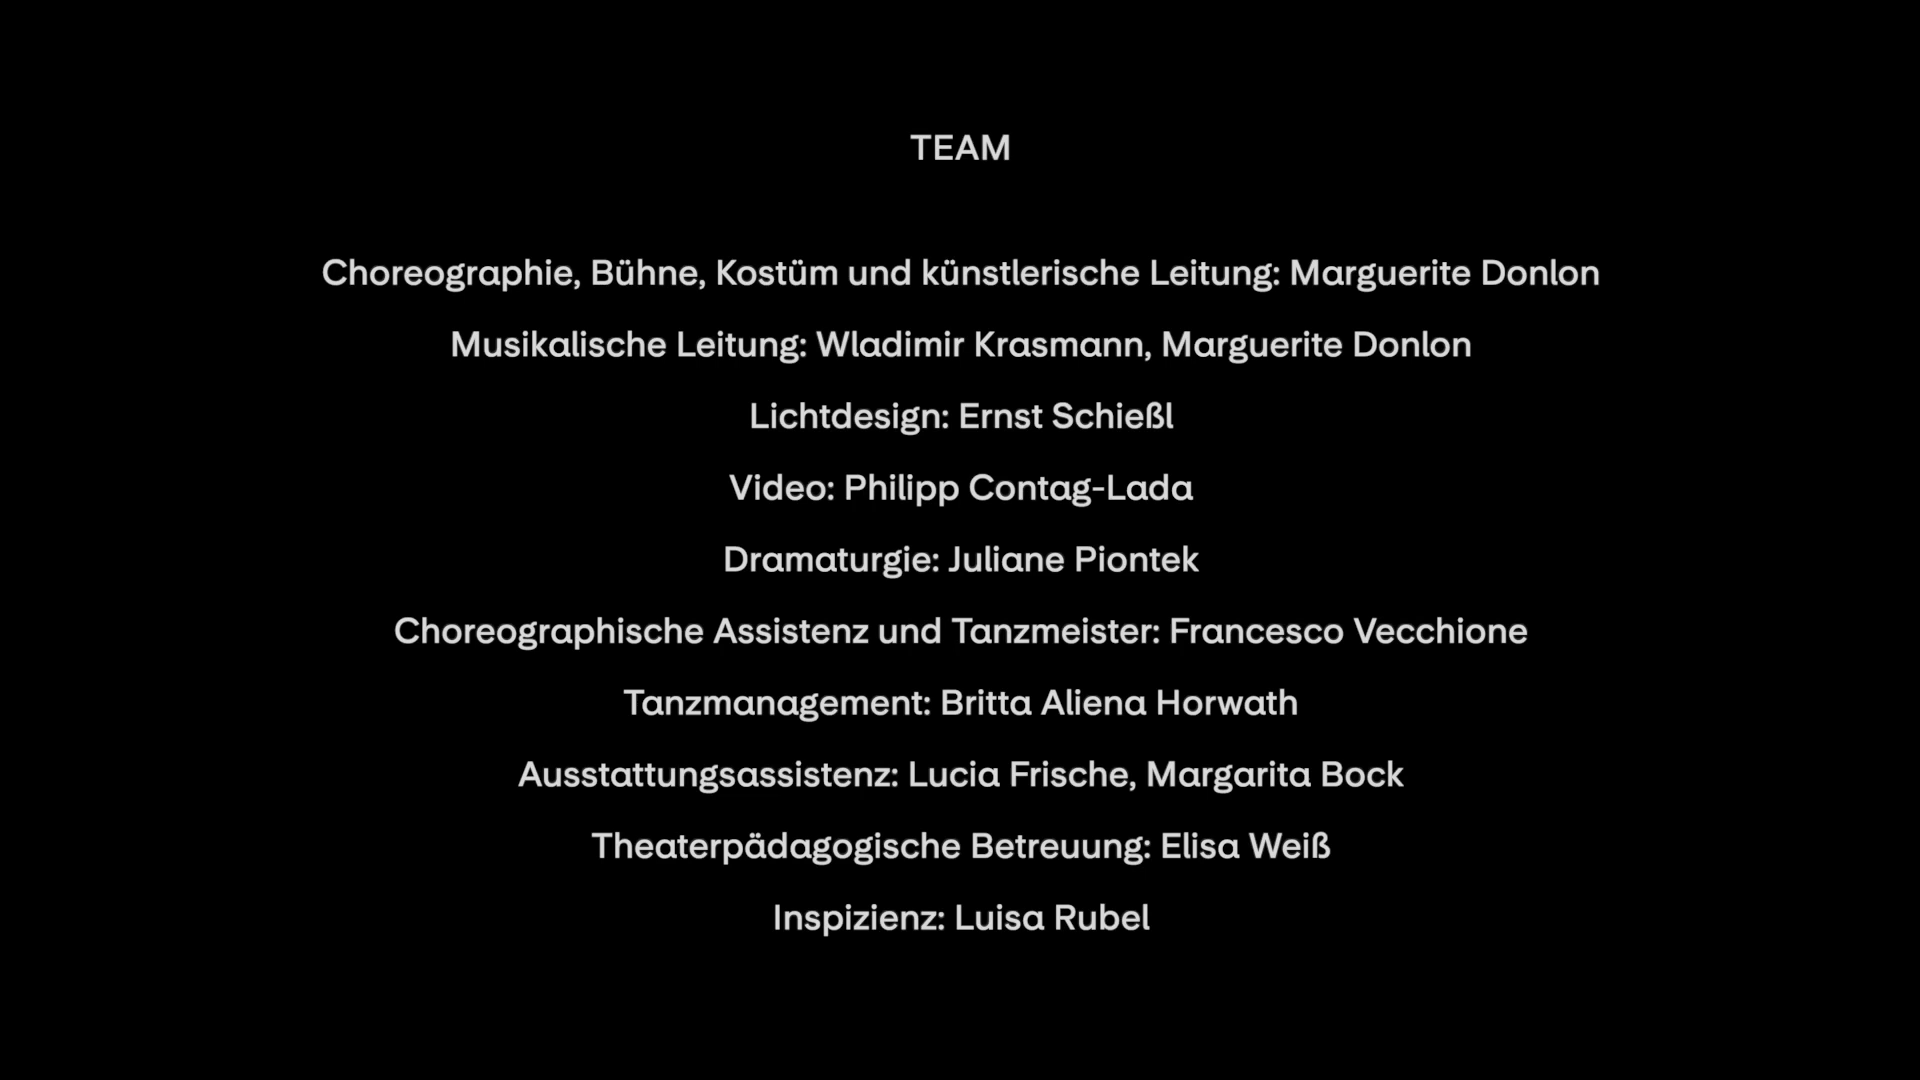 TEAM
Choreographie, Bühne, Kostüm und künstlerische Leitung: Marguerite Donlon
Musikalische Leitung: Wladimir Krasmann, Marguerite Donlon
Lichtdesign: Ernst Schießl
Video: Philipp Contag-Lada
Dramaturgie: Juliane Piontek
Choreographische Assistenz und Tanzmeister: Francesco Vecchione
Tanzmanagement: Britta Aliena Horwath
Ausstattungsassistenz: Lucia Frische, Margarita Bock
Theaterpädagogische Betreuung: Elisa Weiß
Inspizienz: Luisa Rubel